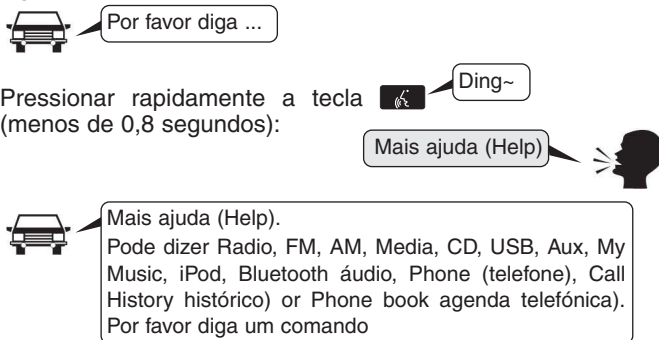 Por favor diga ...
Pressionar rapidamente a tecla
Ding~
(menos de 0,8 segundos):
Mais ajuda (Help)
Mais ajuda (Help).
Pode dizer Radio, FM, AM, Media, CD, USB, Aux, My
Music, iPod, Bluetooth áudio, Phone (telefone), Call
History histórico) or Phone book agenda telefónica).
Por favor diga um comando